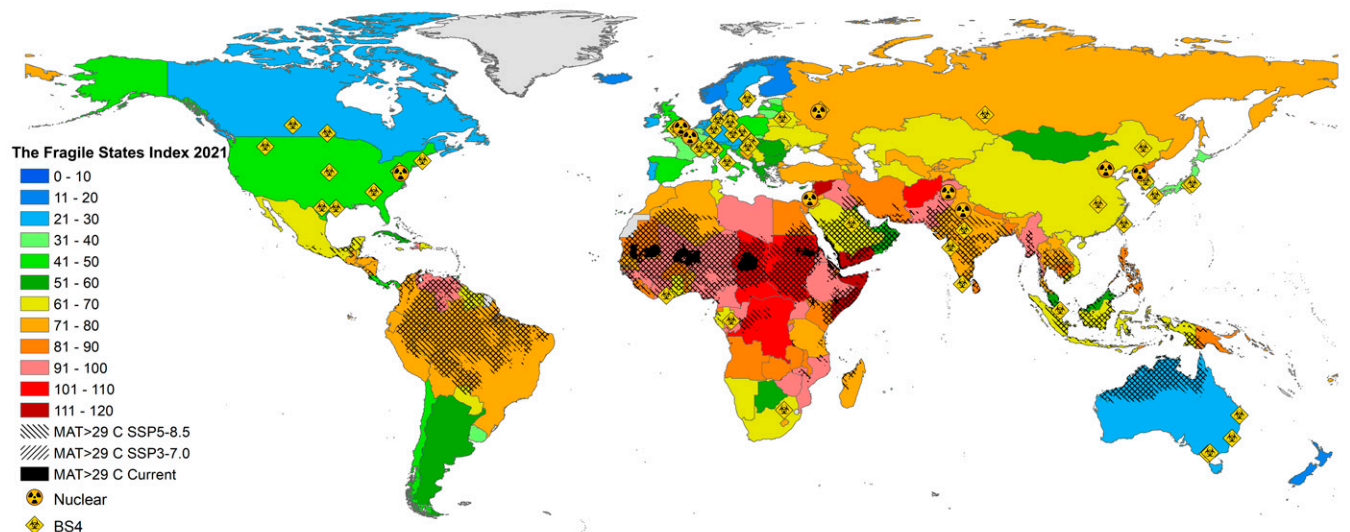 The Fragile States Index 2021
0 - 10
11 - 20
21 - 30
31 - 40
41 - 50
51 - 60
61 - 70
71 - 80
81 - 90
91 - 100
101 - 110
111 - 120
MAT>29 C SSP5-8.5
MAT>29 C SSP3-7.0
MAT>29 C Current
Nuclear
BS4